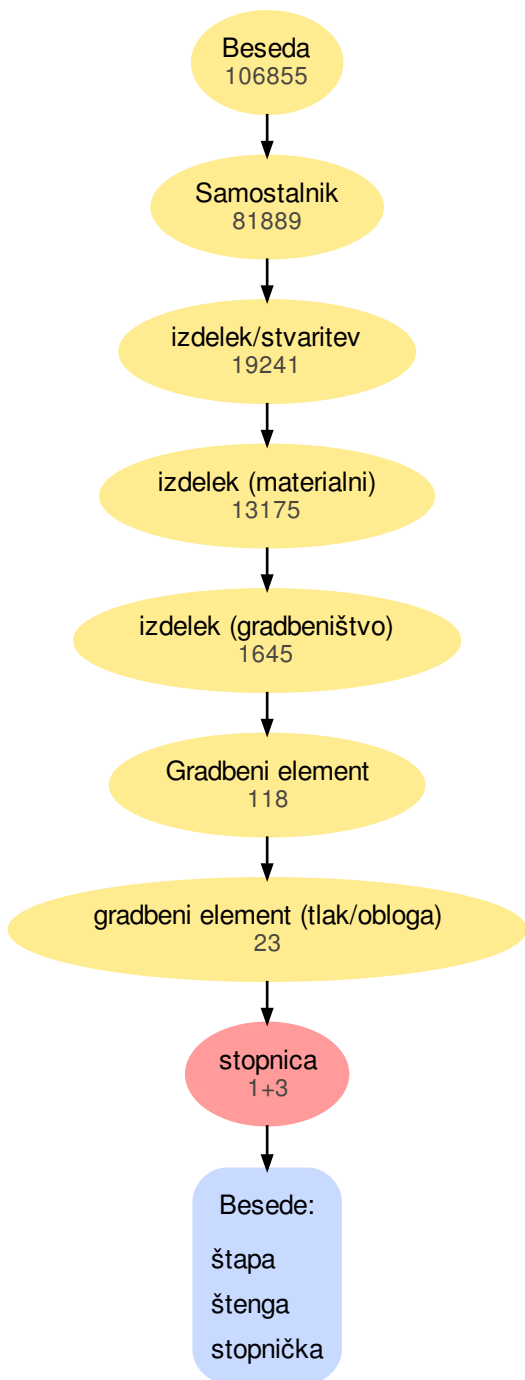 Beseda
106855
Samostalnik
81889
izdelek/stvaritev
19241
izdelek (materialni)
13175
izdelek (gradbeništvo)
1645
Gradbeni element
118
gradbeni element (tlak/obloga)
23
stopnica
1+3
Besede:
štapa
štenga
stopnička